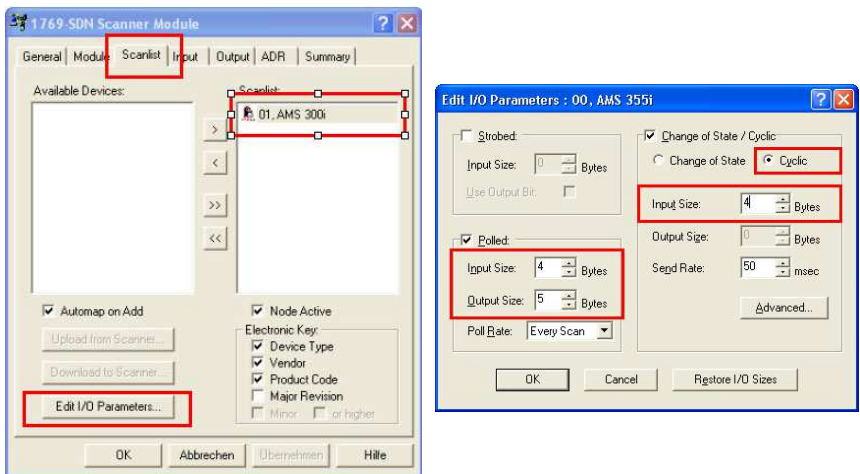 1769-SDN Scanner Module
General Module Scanlist Input Output ADR Summary
Available Devices:
Scanlist:
01, AMS 300i
>
<
>>
<<
Automap on Add
Node Active
Upload from Scanner...
Download to Scanner...
Edit I/O Parameters...
Electronic Key:
Device Type
Vendor
Product Code
Major Revision
Minor or higher
OK Abbrechen Übernehmen Hilfe
Edit I/O Parameters : 00, AMS 355i
Strobed:
Input Size: 0 Bytes
Use Output Bit:
Polled:
Input Size: 4 Bytes
Output Size: 5 Bytes
Poll Rate: Every Scan
Change of State / Cyclic
Change of State Cyclic
Input Size: 4 Bytes
Output Size: 0 Bytes
Send Rate: 50 msec
Advanced...
OK Cancel Restore I/O Sizes